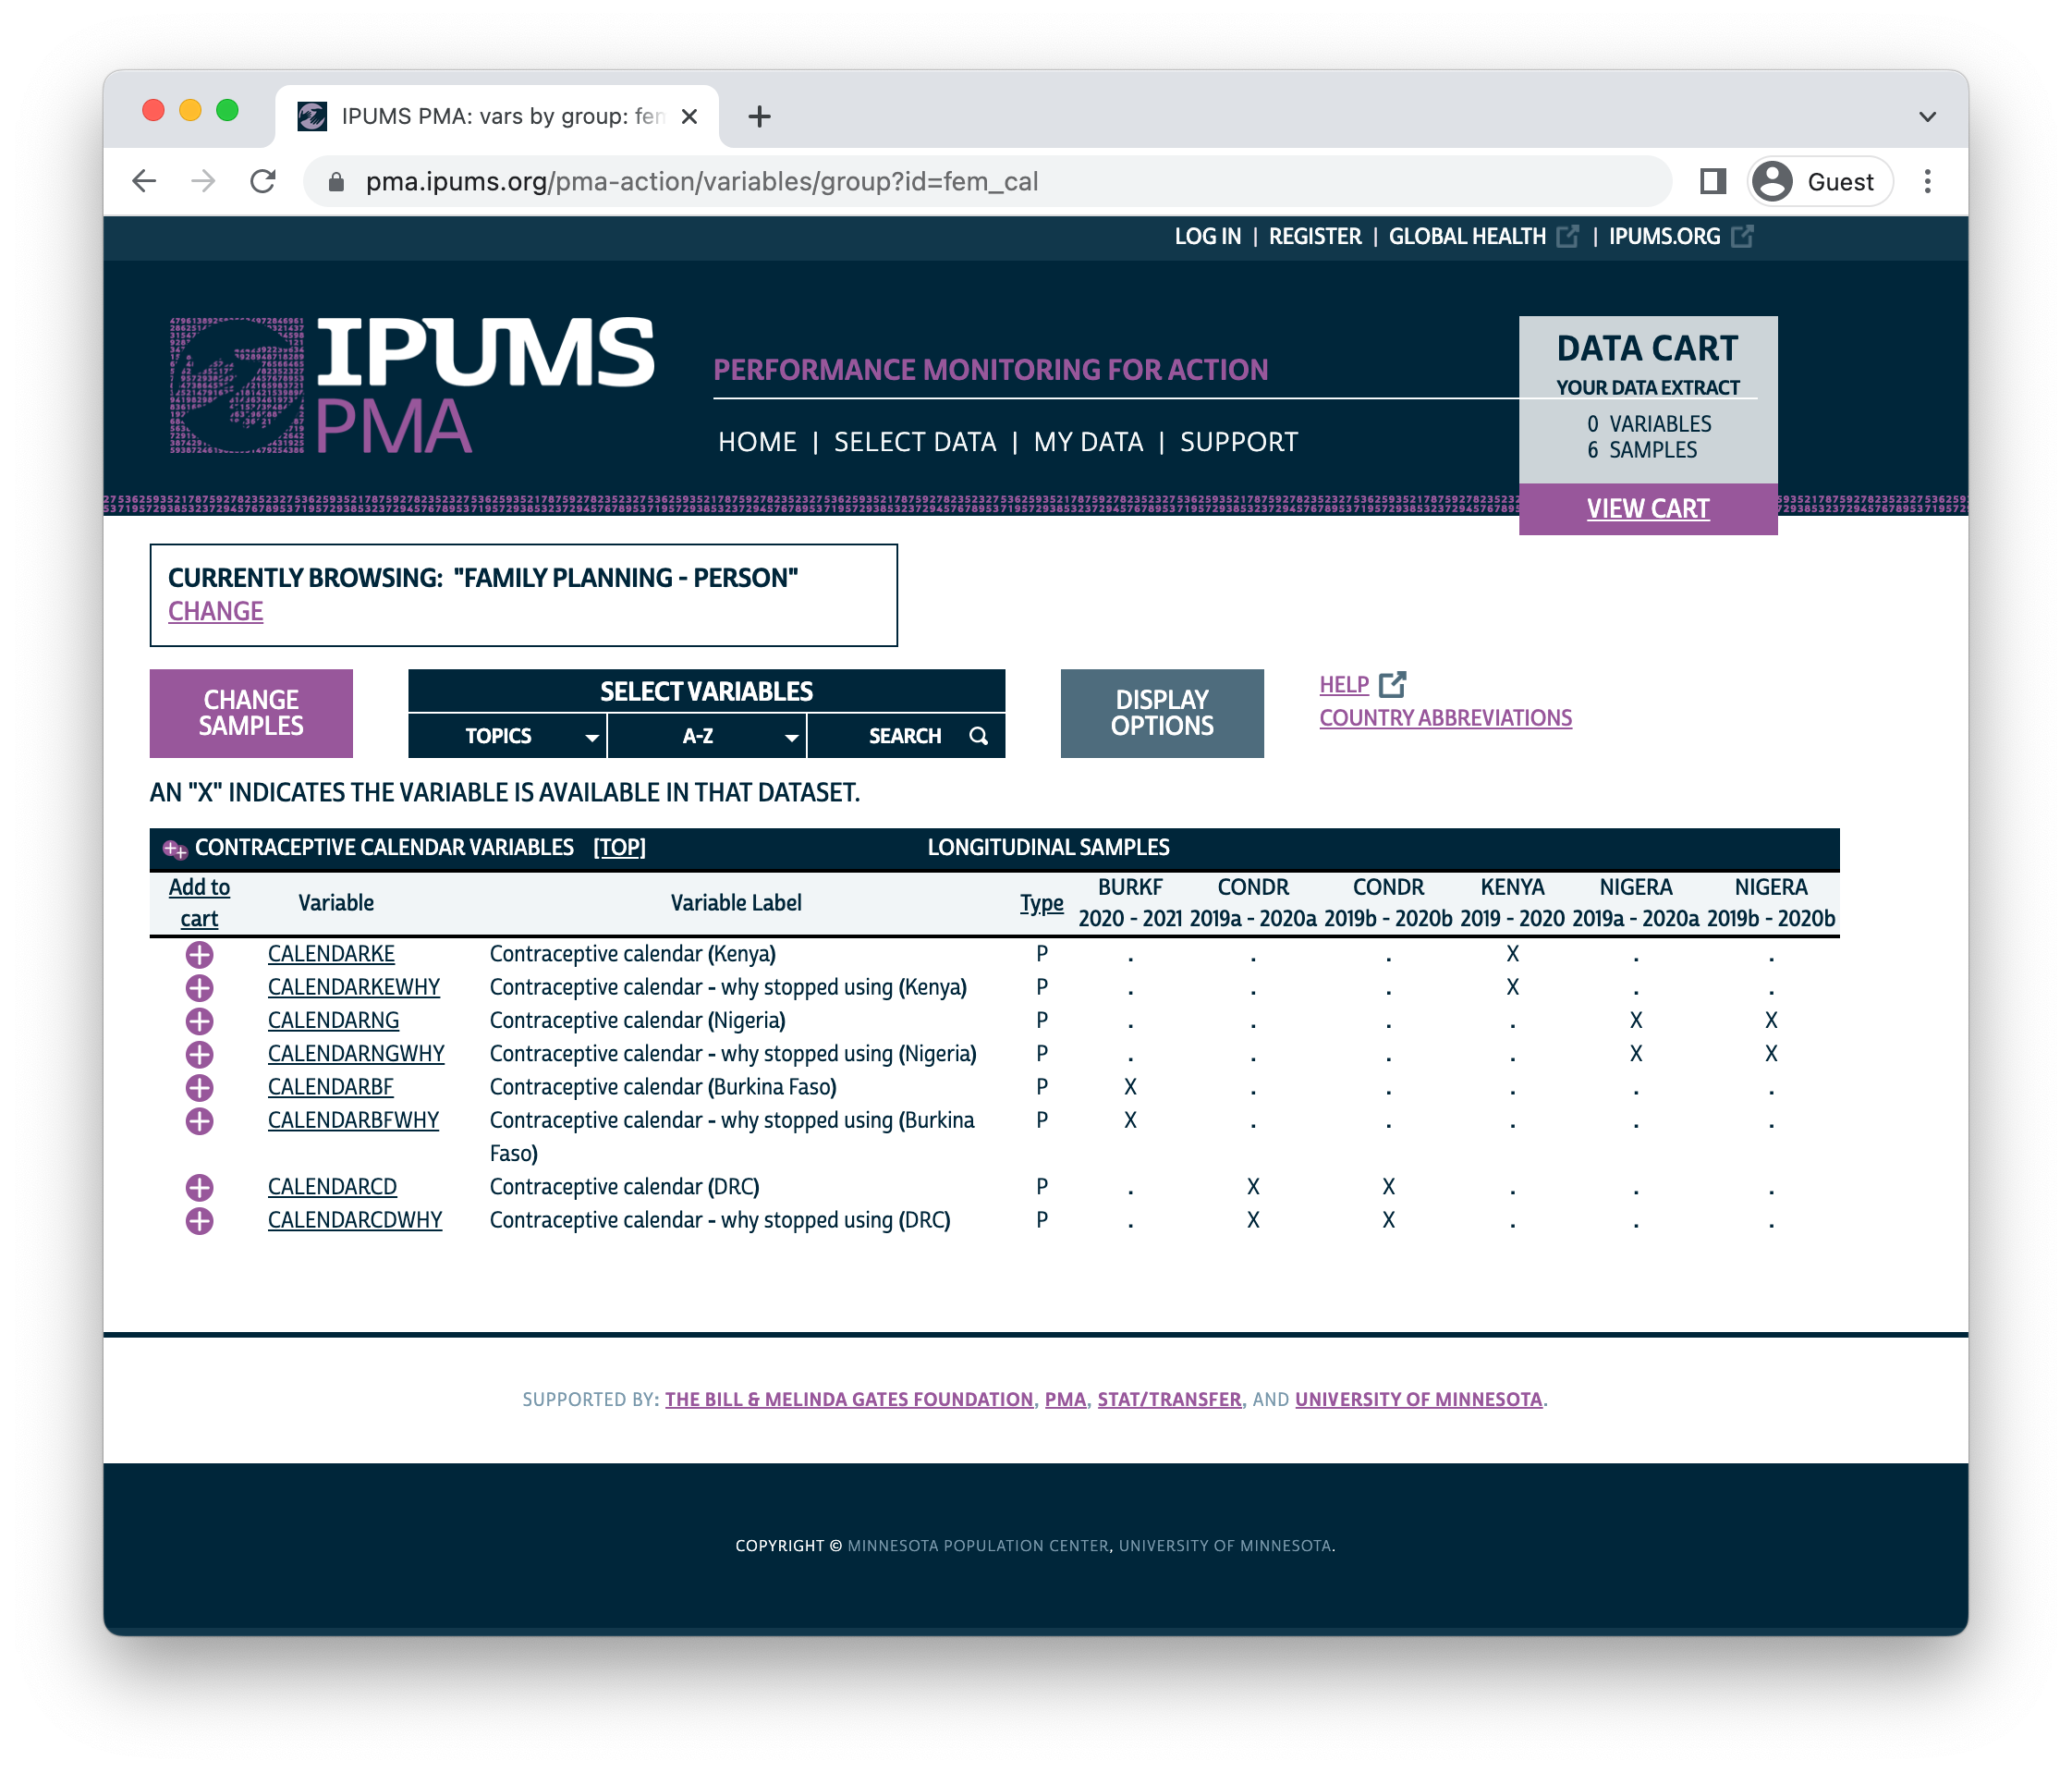 IPUMS PMA: vars by group: fem
pma.ipums.org/pma-action/variables/group?id=fem_cal
Guest
LOG IN | REGISTER | GLOBAL HEALTH | IPUMS.ORG
IPUMS
PMA
PERFORMANCE MONITORING FOR ACTION
HOME | SELECT DATA | MY DATA | SUPPORT
DATA CART
YOUR DATA EXTRACT
0 VARIABLES
6 SAMPLES
VIEW CART
CURRENTLY BROWSING: "FAMILY PLANNING - PERSON"
CHANGE
CHANGE
SAMPLES
SELECT VARIABLES
TOPICS A-Z SEARCH
DISPLAY
OPTIONS
HELP
COUNTRY ABBREVIATIONS
AN "X" INDICATES THE VARIABLE IS AVAILABLE IN THAT DATASET.
CONTRACEPTIVE CALENDAR VARIABLES [TOP] LONGITUDINAL SAMPLES
Add to cart Variable Variable Label Type BURKF 2020 - 2021 CONDR 2019a - 2020a CONDR 2019b - 2020b KENYA 2019 - 2020 NIGERA 2019a - 2020a NIGERA 2019b - 2020b
CALENDARKE Contraceptive calendar (Kenya) P . . . X . .
CALENDARKEWHY Contraceptive calendar - why stopped using (Kenya) P . . . X . .
CALENDARNG Contraceptive calendar (Nigeria) P . . . . X X
CALENDARNGWHY Contraceptive calendar - why stopped using (Nigeria) P . . . . X X
CALENDARBF Contraceptive calendar (Burkina Faso) P X . . . . .
CALENDARBFWHY Contraceptive calendar - why stopped using (Burkina P X . . . . .
Faso)
CALENDARCD Contraceptive calendar (DRC) P . X X . . .
CALENDARCDWHY Contraceptive calendar - why stopped using (DRC) P . X X . . .
SUPPORTED BY: THE BILL & MELINDA GATES FOUNDATION, PMA, STAT/TRANSFER, AND UNIVERSITY OF MINNESOTA.
COPYRIGHT © MINNESOTA POPULATION CENTER, UNIVERSITY OF MINNESOTA.